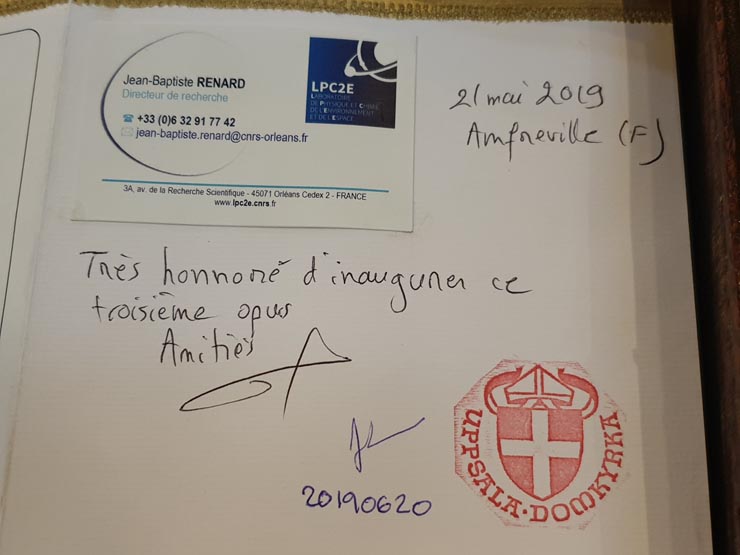 Jean-Baptiste RENARD
Directeur de recherche
+33 (0)6 32 91 77 42
jean-baptiste.renard@cnrs-orleans.fr
LPC2E
LABORATOIRE
DE PHYSIQUE ET CHIMIE
DE L'ENVIRONNEMENT
ET DE L'ESPACE
3A, av. de la Recherche Scientifique - 45071 Orléans Cedex 2 - FRANCE
www.lpc2e.cnrs.fr
21 mai 2019
Amfreville (F)
Très honnoré d'inaugurer ce
troisième opus
Amitiés
20190620
UPPSALA·DOMKYRKA